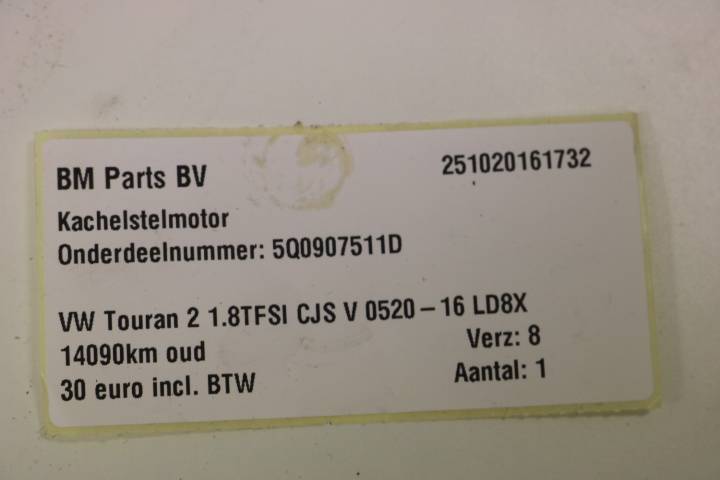 BM Parts BV 251020161732
Kachelstelmotor
Onderdeelnummer: 5Q0907511D
VW Touran 2 1.8TFSI CJS V 0520-16 LD8X
14090km oud Verz: 8
30 euro incl. BTW Aantal: 1